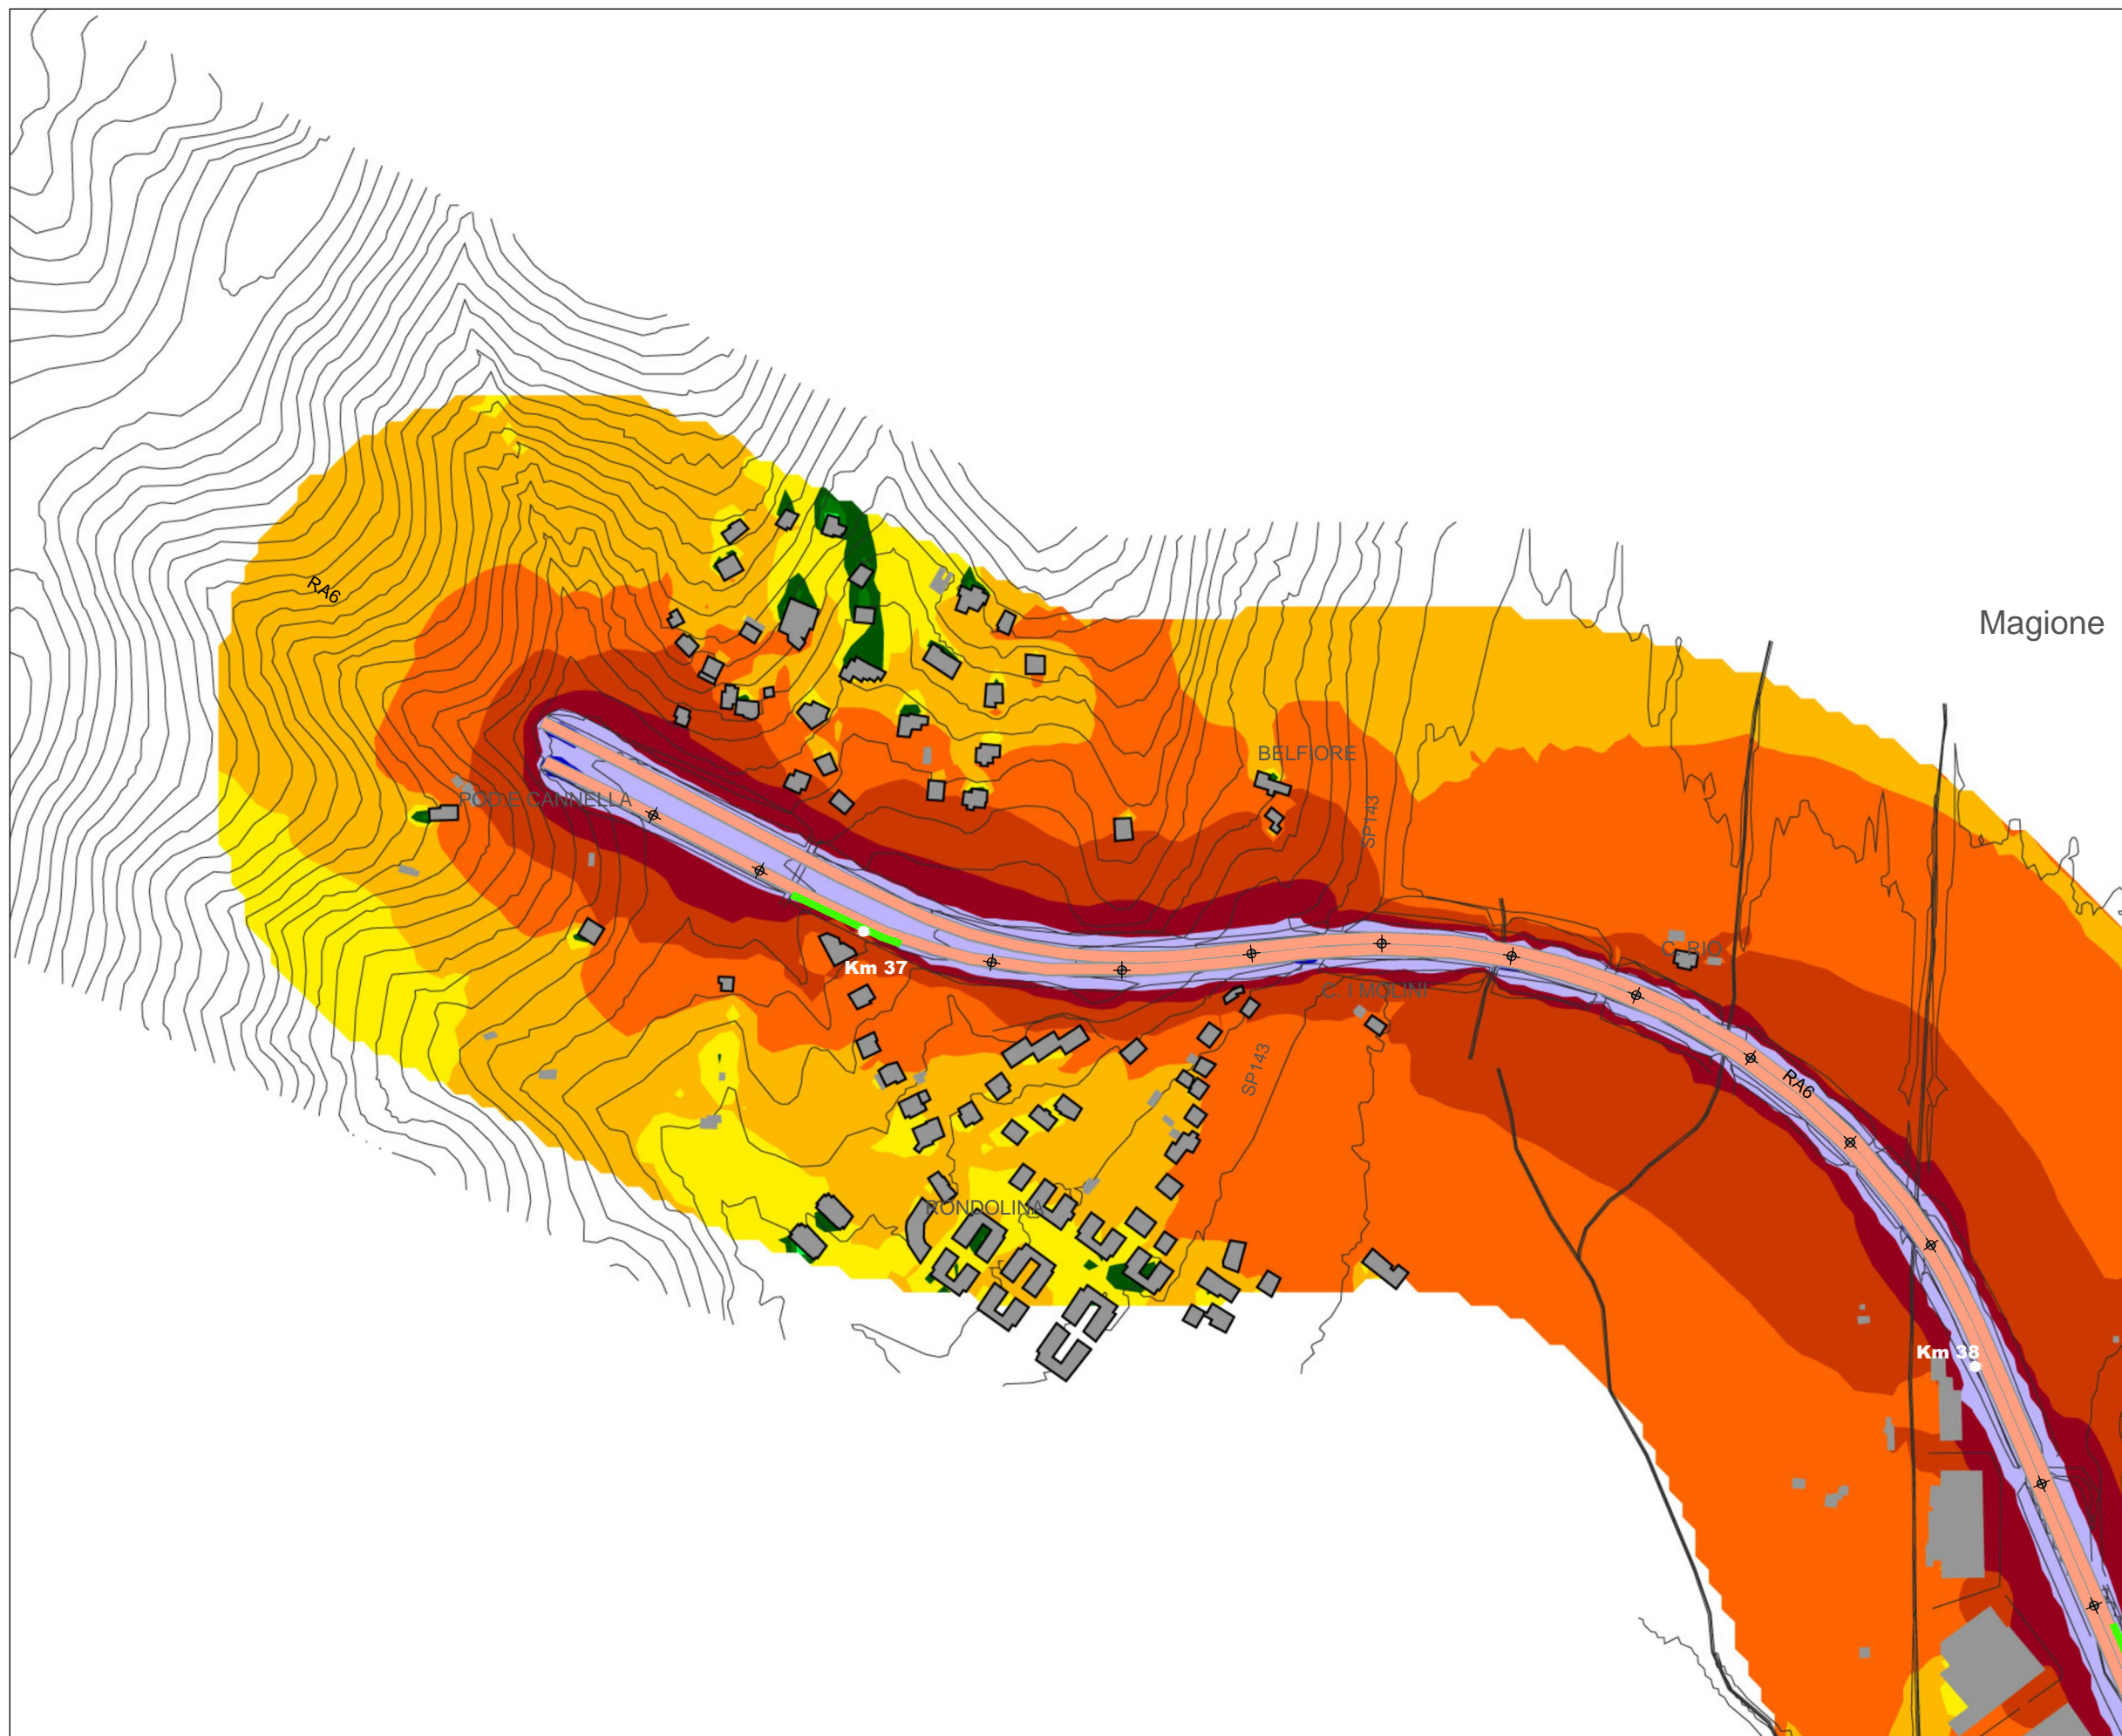 RA6
Magione
BELFIORE
POD.E CANNELLA
SP143
C. RIO
Km 37
C. I MOLINI
SP143
RA6
RONDOLINA
Km 38